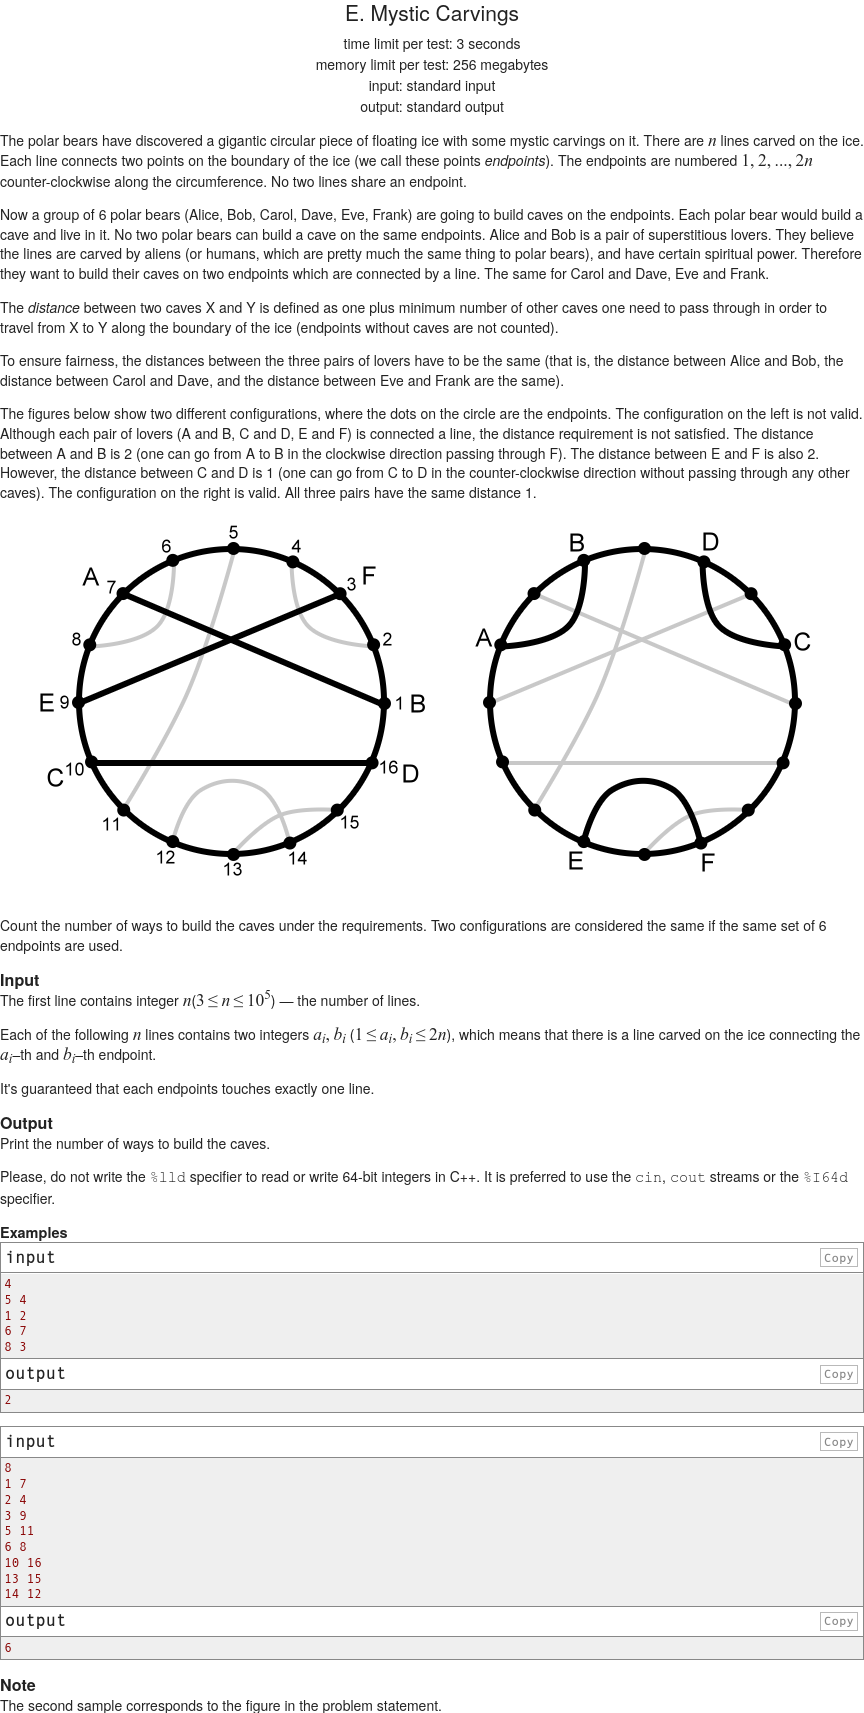 E. Mystic Carvings
time limit per test: 3 seconds
memory limit per test: 256 megabytes
input: standard input
output: standard output
The polar bears have discovered a gigantic circular piece of floating ice with some mystic carvings on it. There are n lines carved on the ice.
Each line connects two points on the boundary of the ice (we call these points endpoints). The endpoints are numbered 1, 2, ..., 2n
counter-clockwise along the circumference. No two lines share an endpoint.
Now a group of 6 polar bears (Alice, Bob, Carol, Dave, Eve, Frank) are going to build caves on the endpoints. Each polar bear would build a
cave and live in it. No two polar bears can build a cave on the same endpoints. Alice and Bob is a pair of superstitious lovers. They believe
the lines are carved by aliens (or humans, which are pretty much the same thing to polar bears), and have certain spiritual power. Therefore
they want to build their caves on two endpoints which are connected by a line. The same for Carol and Dave, Eve and Frank.
The distance between two caves X and Y is defined as one plus minimum number of other caves one need to pass through in order to
travel from X to Y along the boundary of the ice (endpoints without caves are not counted).
To ensure fairness, the distances between the three pairs of lovers have to be the same (that is, the distance between Alice and Bob, the
distance between Carol and Dave, and the distance between Eve and Frank are the same).
The figures below show two different configurations, where the dots on the circle are the endpoints. The configuration on the left is not valid.
Although each pair of lovers (A and B, C and D, E and F) is connected a line, the distance requirement is not satisfied. The distance
between A and B is 2 (one can go from A to B in the clockwise direction passing through F). The distance between E and F is also 2.
However, the distance between C and D is 1 (one can go from C to D in the counter-clockwise direction without passing through any other
caves). The configuration on the right is valid. All three pairs have the same distance 1.
5
6 4
A 7 3 F
8 2
E 9 1 B
C 10 16 D
11 15
12 14
13
B D
A C
E F
Count the number of ways to build the caves under the requirements. Two configurations are considered the same if the same set of 6
endpoints are used.
Input
The first line contains integer n(3 ≤ n ≤ 10⁵) — the number of lines.
Each of the following n lines contains two integers aᵢ, bᵢ (1 ≤ aᵢ, bᵢ ≤ 2n), which means that there is a line carved on the ice connecting the
aᵢ–th and bᵢ–th endpoint.
It's guaranteed that each endpoints touches exactly one line.
Output
Print the number of ways to build the caves.
Please, do not write the %lld specifier to read or write 64-bit integers in C++. It is preferred to use the cin, cout streams or the %I64d
specifier.
Examples
input Copy
4
5 4
1 2
6 7
8 3
output Copy
2
input Copy
8
1 7
2 4
3 9
5 11
6 8
10 16
13 15
14 12
output Copy
6
Note
The second sample corresponds to the figure in the problem statement.